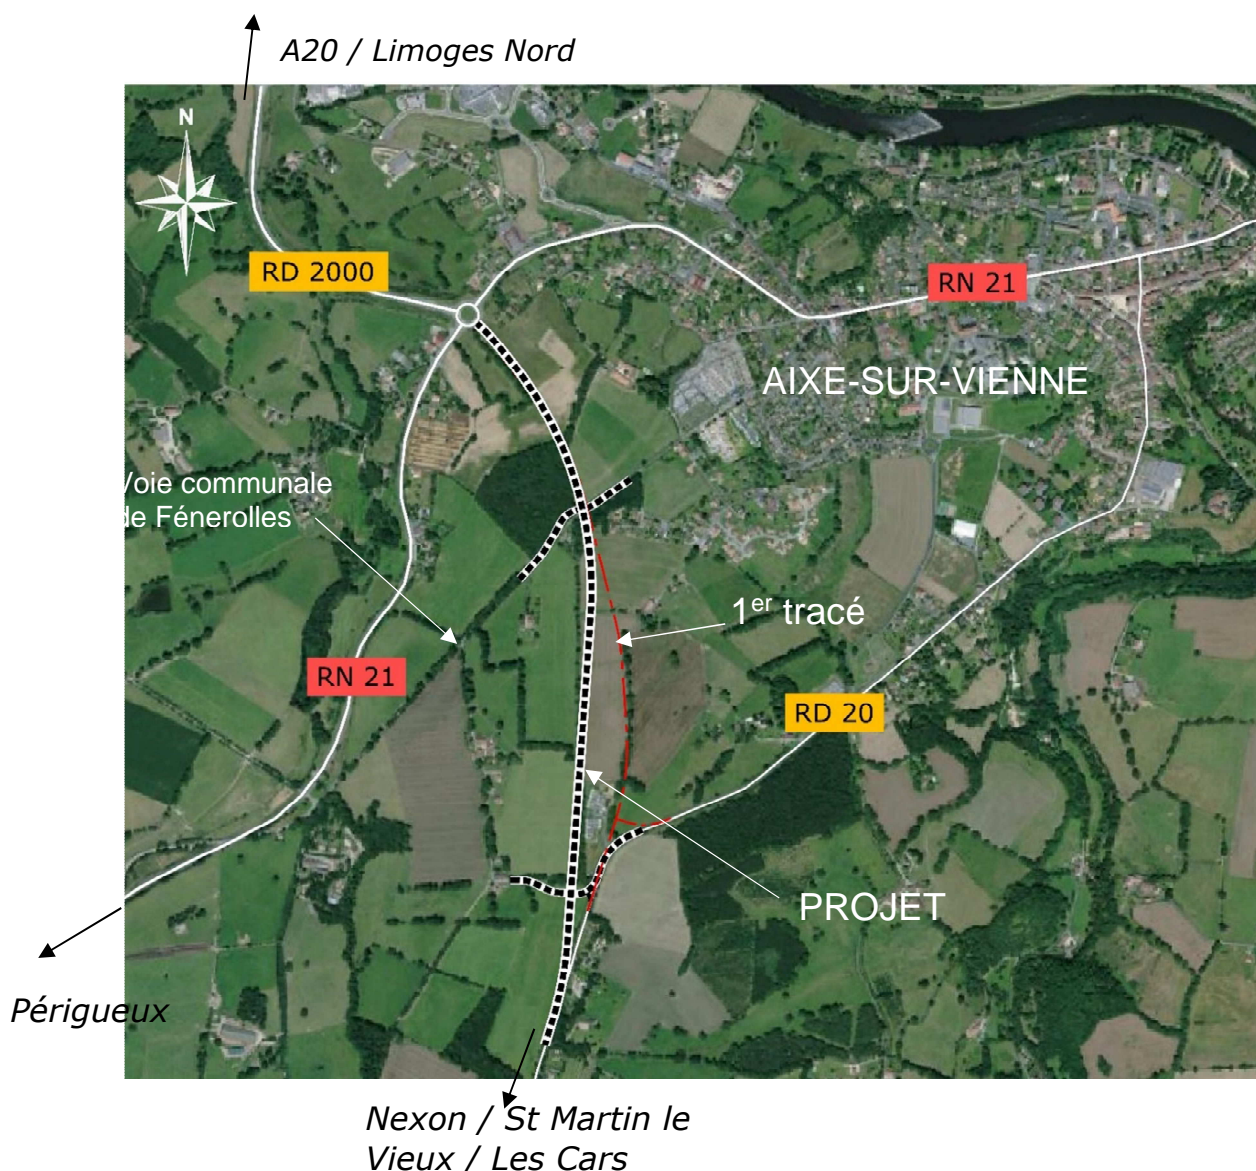 A20 / Limoges Nord
N
RD 2000
RN 21
AIXE-SUR-VIENNE
Voie communale
de Fénerolles
1er tracé
RN 21
RD 20
PROJET
Périgueux
Nexon / St Martin le
Vieux / Les Cars